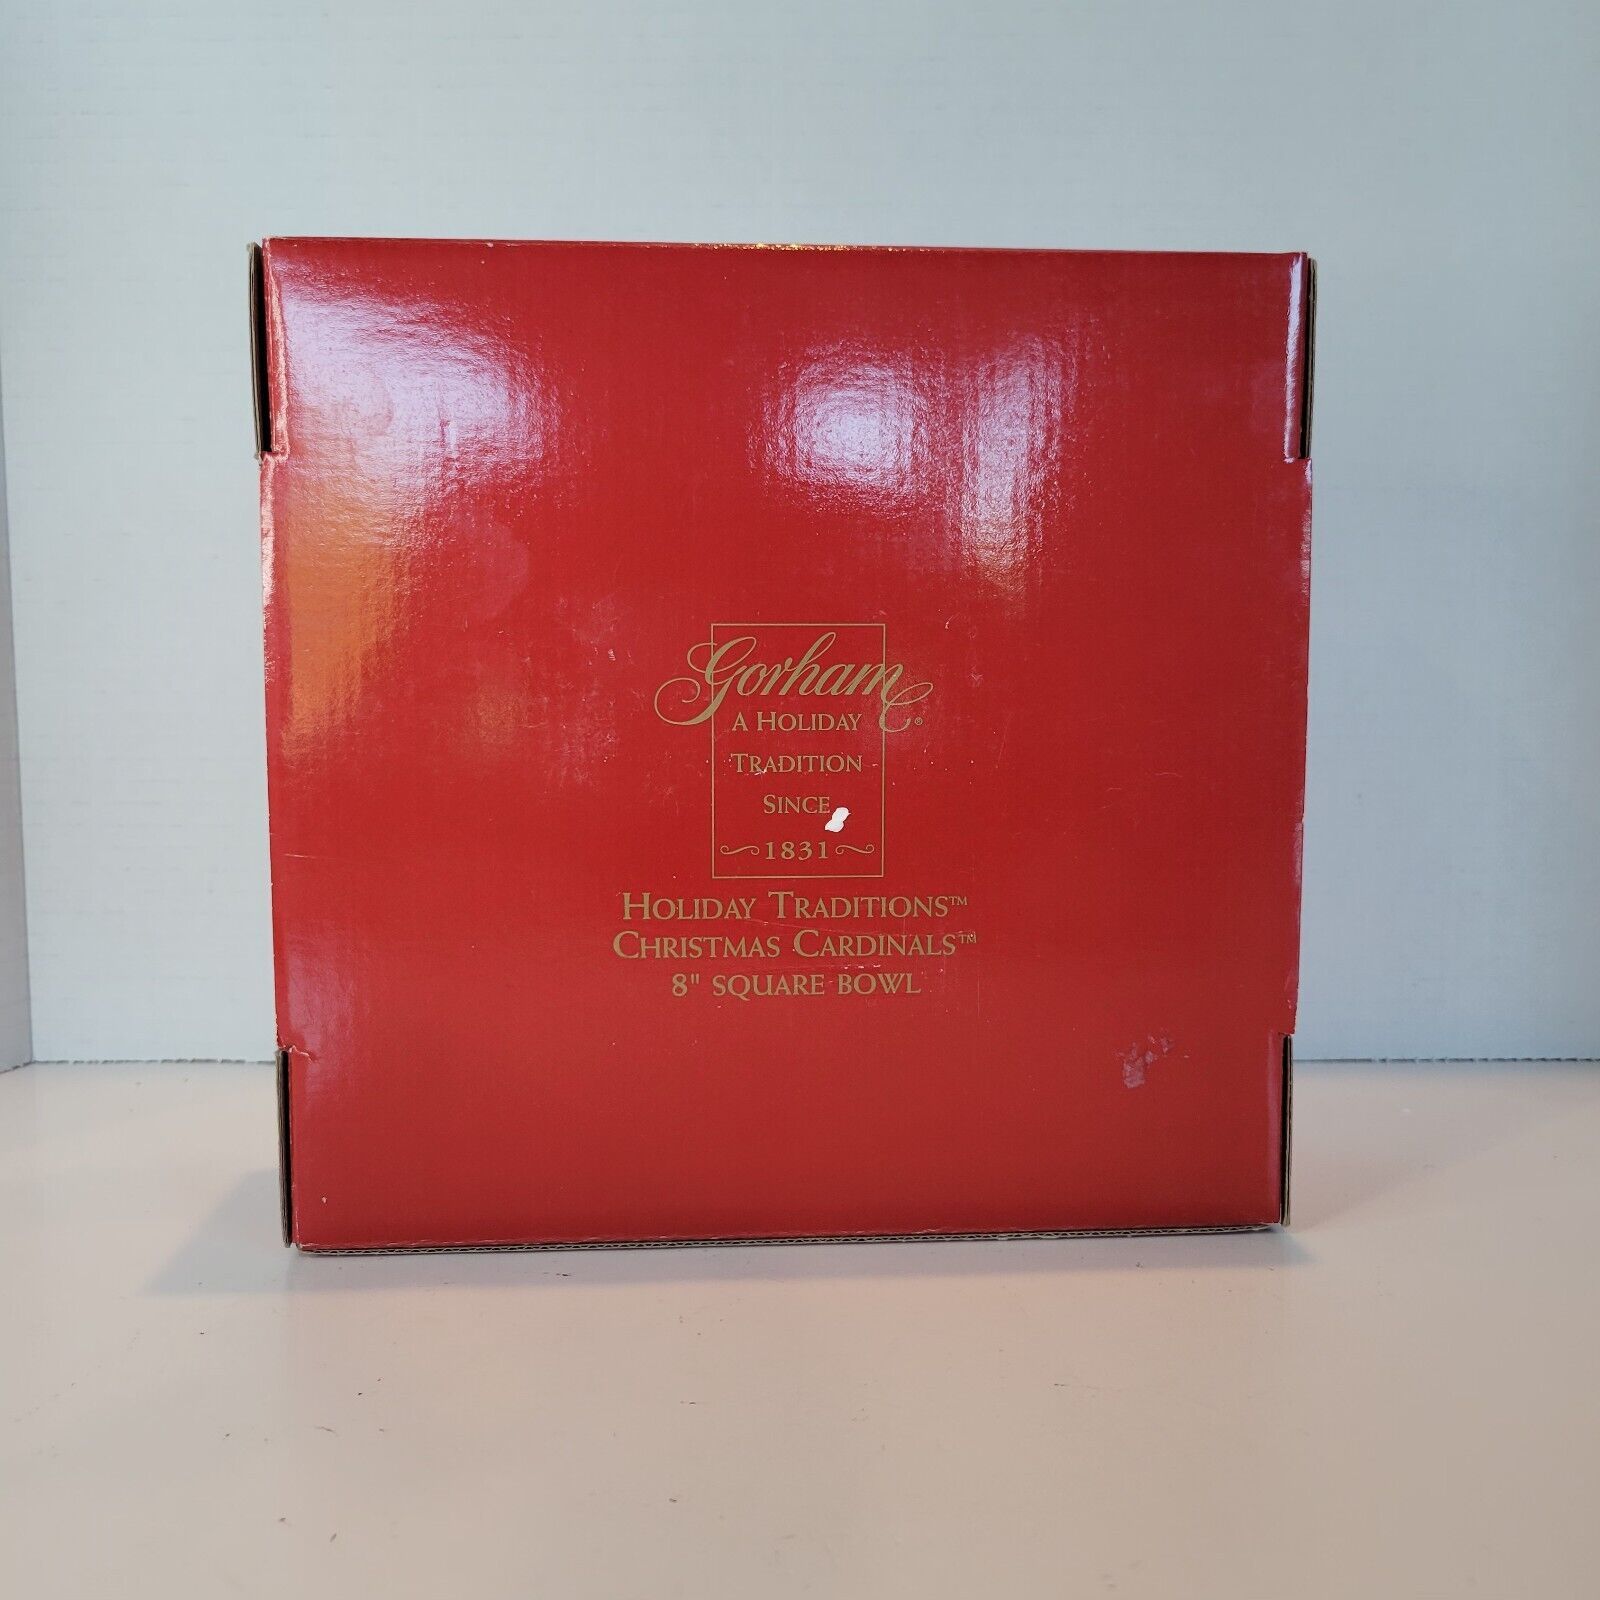 Gorham®
A HOLIDAY
TRADITION
SINCE
1831
HOLIDAY TRADITIONS™
CHRISTMAS CARDINALS™
8" SQUARE BOWL